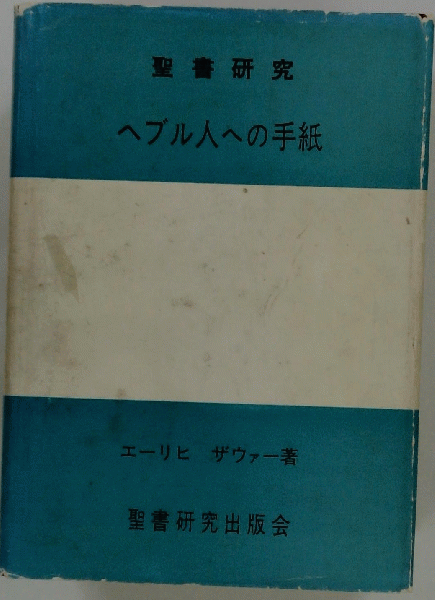 聖書研究
ヘブル人への手紙
エーリヒ ザウァー著
聖書研究出版会